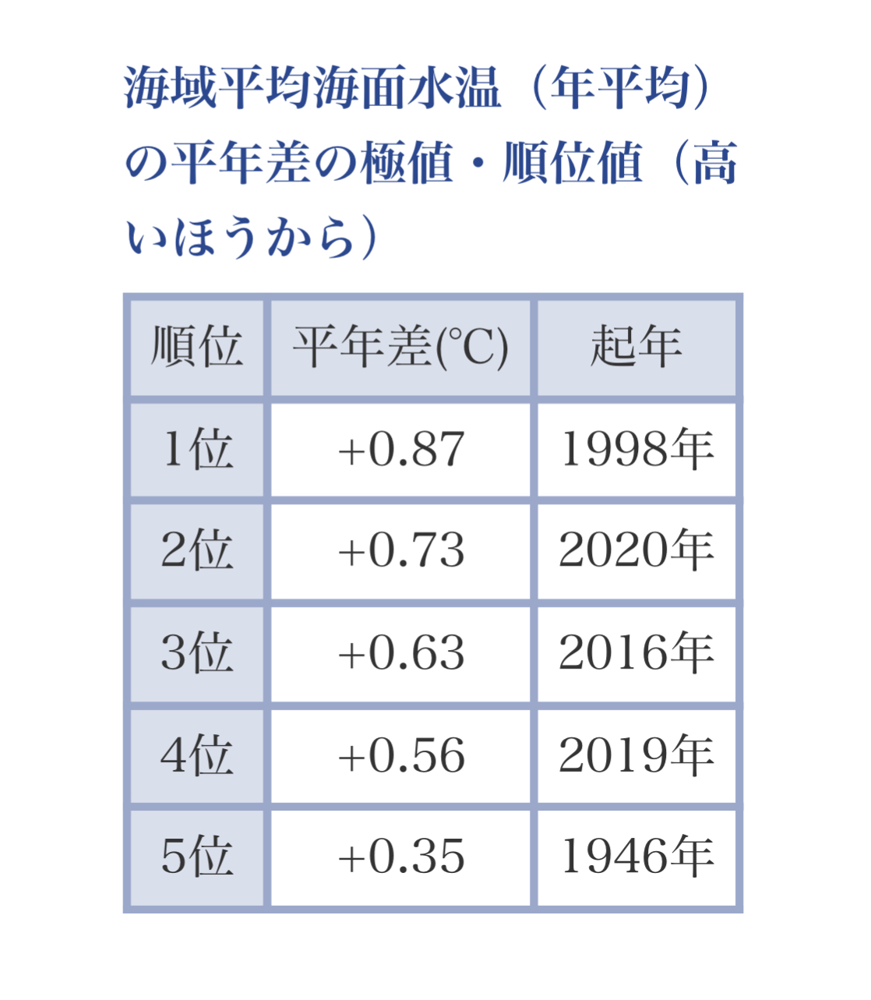 海域平均海面水温（年平均）
の平年差の極値・順位値（高
いほうから）
順位 平年差(℃) 起年
1位 +0.87 1998年
2位 +0.73 2020年
3位 +0.63 2016年
4位 +0.56 2019年
5位 +0.35 1946年